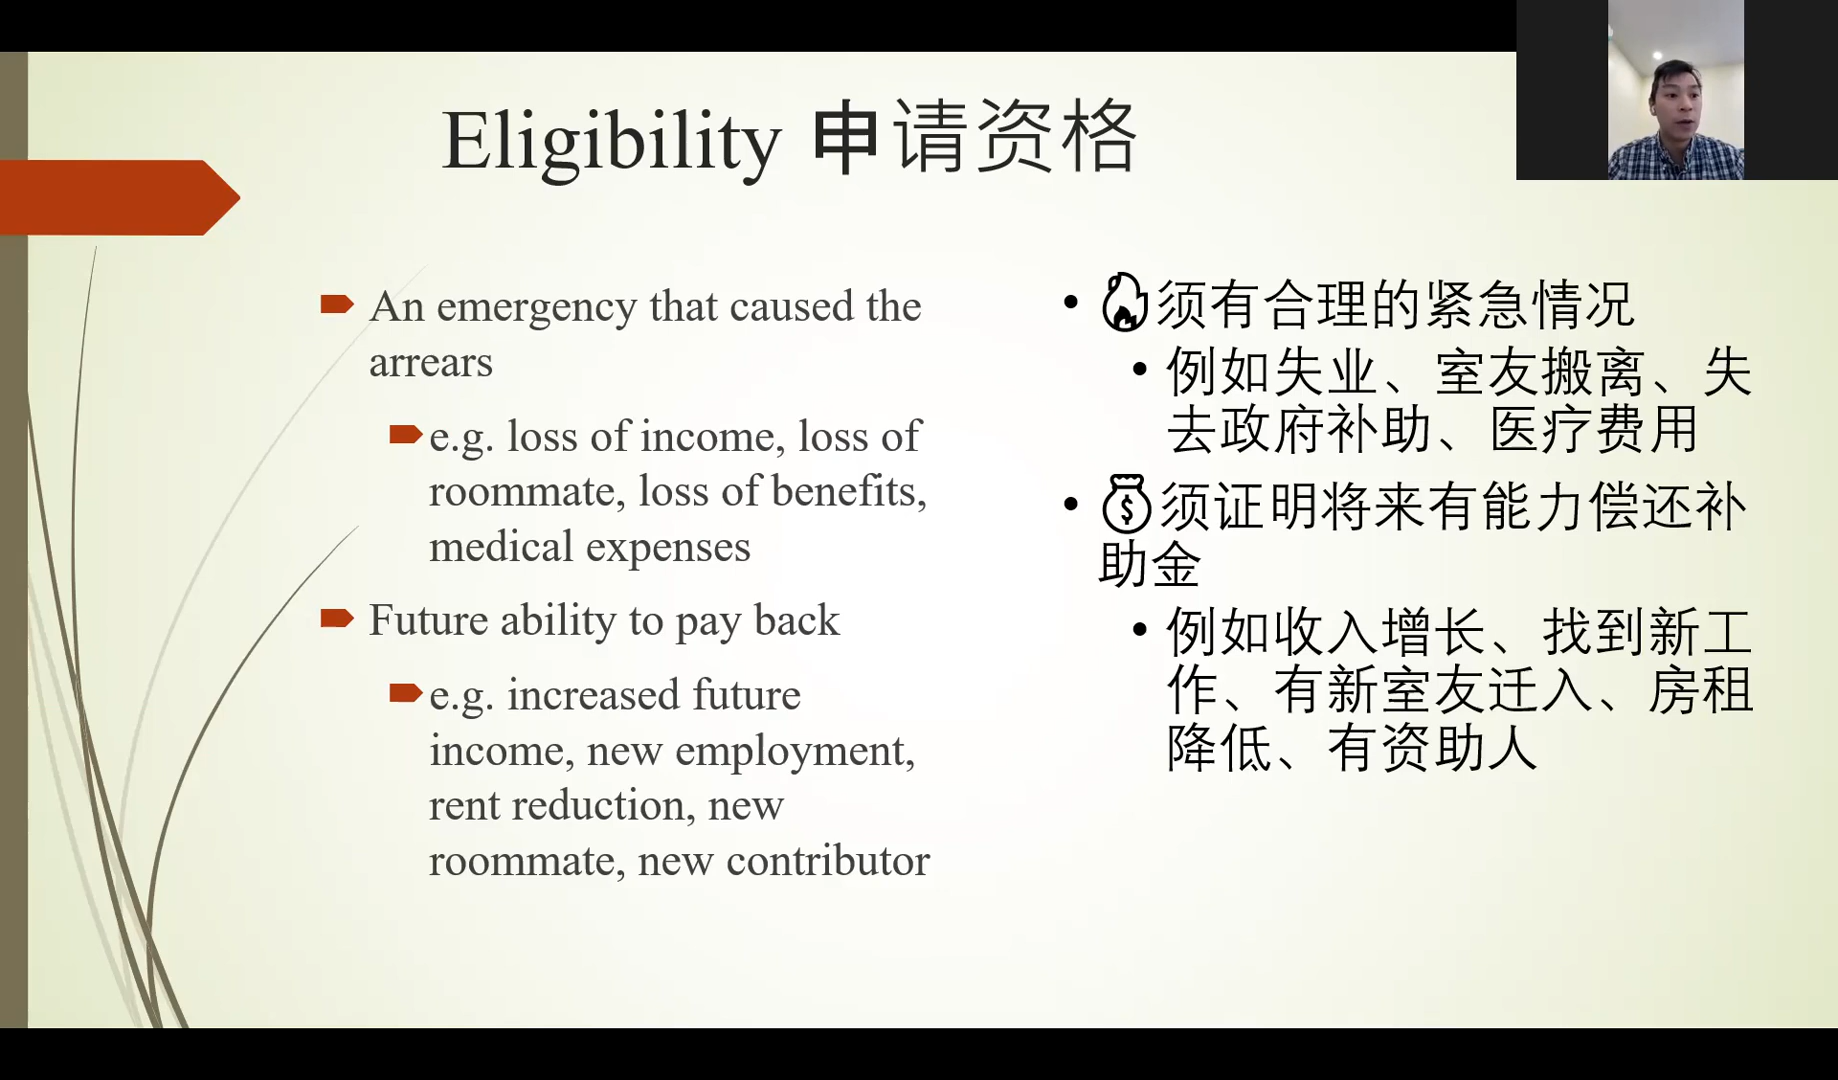 Eligibility 申请资格
An emergency that caused the
arrears
e.g. loss of income, loss of
roommate, loss of benefits,
medical expenses
Future ability to pay back
e.g. increased future
income, new employment,
rent reduction, new
roommate, new contributor
须有合理的紧急情况
例如失业、室友搬离、失
去政府补助、医疗费用
须证明将来有能力偿还补
助金
例如收入增长、找到新工
作、有新室友迁入、房租
降低、有资助人